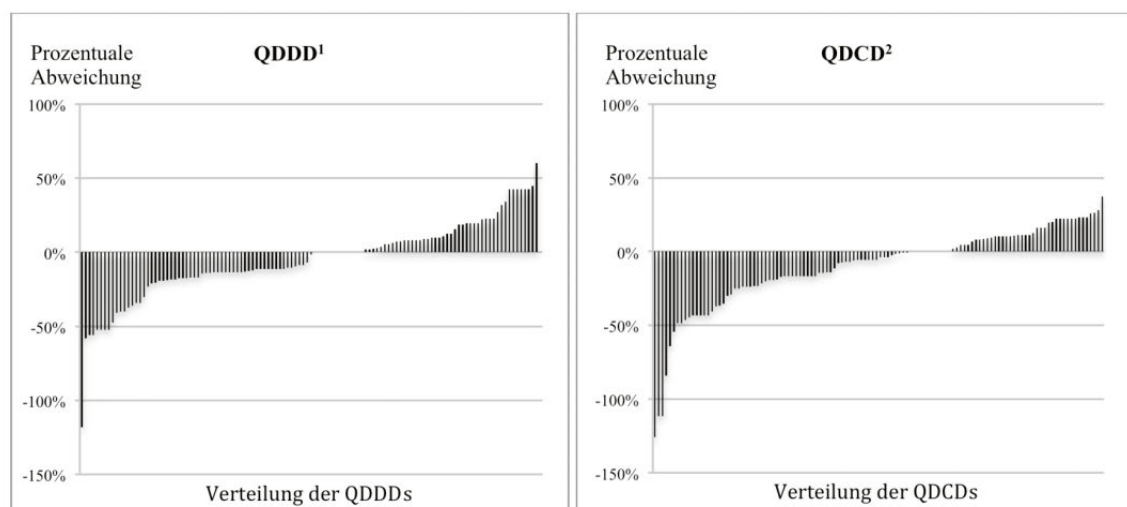 Prozentuale
Abweichung
QDDD¹
100%
50%
0%
-50%
-100%
-150%
Verteilung der QDDDs
Prozentuale
Abweichung
QDCD²
100%
50%
0%
-50%
-100%
-150%
Verteilung der QDCDs